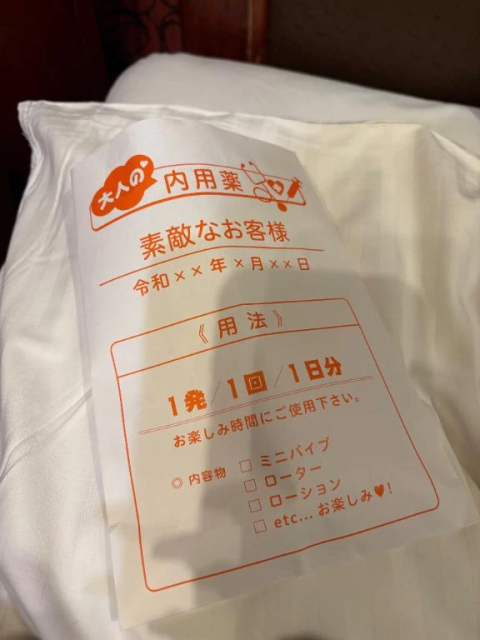 大人の 内用薬
素敵なお客様
令和××年×月××日
《用法》
1発/1回/1日分
お楽しみ時間にご使用下さい。
◎内容物 □ ミニバイブ
□ ローター
□ ローション
□ etc...お楽しみ♥!